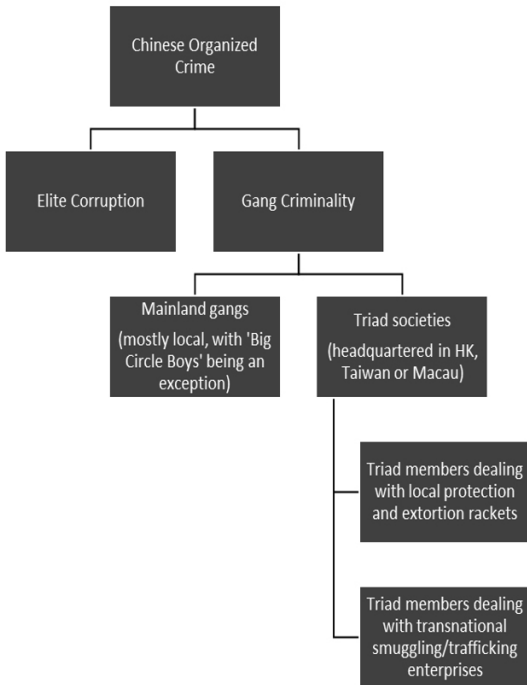 Chinese Organized
Crime
Elite Corruption
Gang Criminality
Mainland gangs
(mostly local, with 'Big
Circle Boys' being an
exception)
Triad societies
(headquartered in HK,
Taiwan or Macau)
Triad members dealing
with local protection
and extortion rackets
Triad members dealing
with transnational
smuggling/trafficking
enterprises